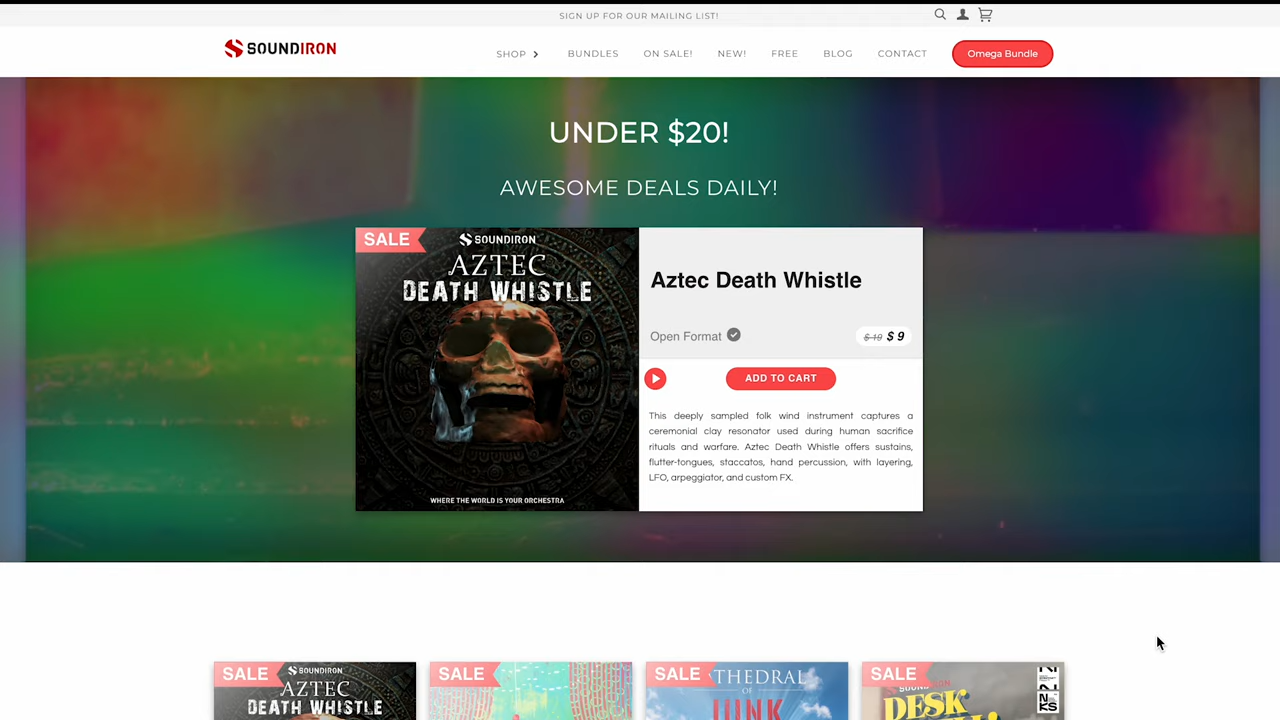 SIGN UP FOR OUR MAILING LIST!
SOUNDIRON
SHOP
BUNDLES
ON SALE!
NEW!
FREE
BLOG
CONTACT
Omega Bundle
UNDER $20!
AWESOME DEALS DAILY!
SALE
SOUNDIRON
AZTEC
DEATH WHISTLE
WHERE THE WORLD IS YOUR ORCHESTRA
Aztec Death Whistle
Open Format
$ 19 $ 9
ADD TO CART
This deeply sampled folk wind instrument captures a
ceremonial clay resonator used during human sacrifice
rituals and warfare. Aztec Death Whistle offers sustains,
flutter-tongues, staccatos, hand percussion, with layering,
LFO, arpeggiator, and custom FX.
SALE
SOUNDIRON
AZTEC
DEATH WHISTLE
SALE
SALE
THEDRAL
OF
JUNK
SALE
DESK